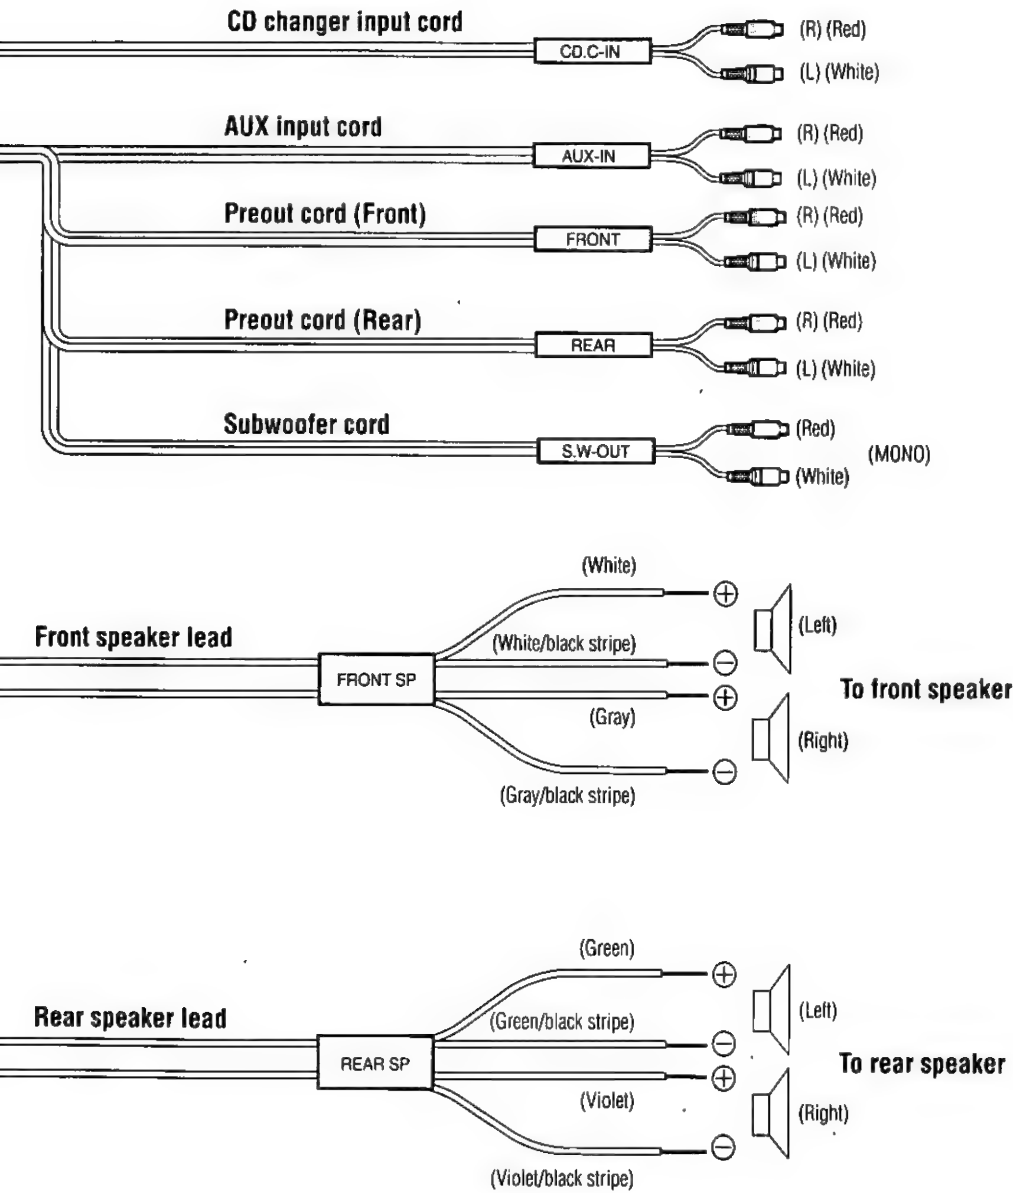 CD changer input cord
CD.C-IN
(R) (Red)
(L) (White)
AUX input cord
AUX-IN
(R) (Red)
(L) (White)
Preout cord (Front)
FRONT
(R) (Red)
(L) (White)
Preout cord (Rear)
REAR
(R) (Red)
(L) (White)
Subwoofer cord
S.W-OUT
(Red)
(MONO)
(White)
(White)
Front speaker lead
(White/black stripe)
(Left)
FRONT SP
To front speaker
(Gray)
(Right)
(Gray/black stripe)
(Green)
Rear speaker lead
(Green/black stripe)
(Left)
REAR SP
To rear speaker
(Violet)
(Right)
(Violet/black stripe)